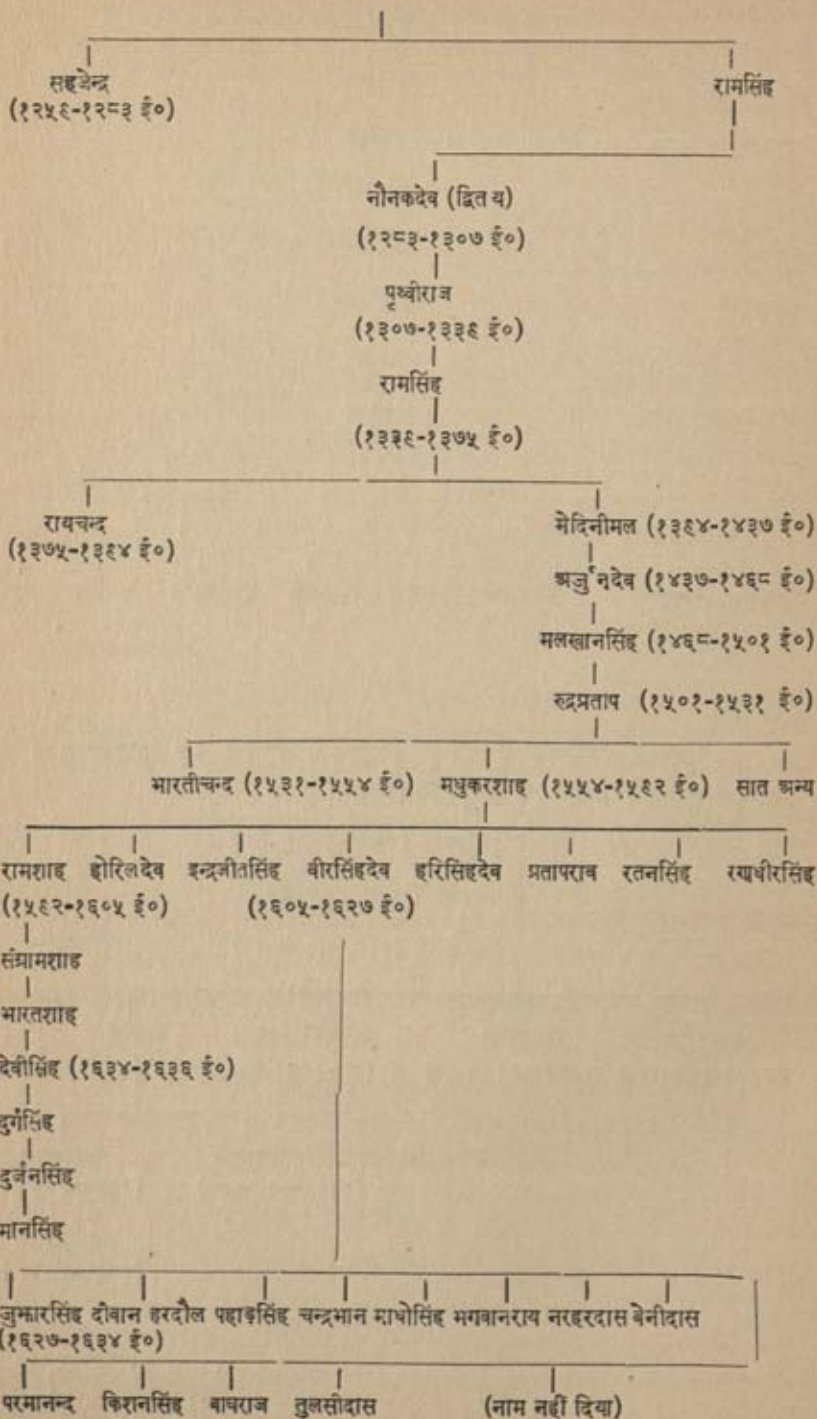 सहजेन्द्र रामसिंह
(१२५९-१२८३ ई०)
नौनकदेव (द्वित य)
(१२८३-१३०७ ई०)
पृथ्वीराज
(१३०७-१३३९ ई०)
रामसिंह
(१३३९-१३७५ ई०)
रायचन्द मेदिनीमल (१३९४-१४३७ ई०)
(१३७५-१३९४ ई०)
अर्जुनदेव (१४३७-१४६८ ई०)
मलखानसिंह (१४६८-१५०१ ई०)
रुद्रप्रताप (१५०१-१५३१ ई०)
भारतीचन्द (१५३१-१५५४ ई०) मधुकरशाह (१५५४-१५९२ ई०) सात अन्य
रामशाह होरिलदेव इन्द्रजीतसिंह वीरसिंहदेव हरिसिंहदेव प्रतापराव रतनसिंह रणधीरसिंह
(१५९२-१६०५ ई०) (१६०५-१६२७ ई०)
संग्रामशाह
भारतशाह
देवीसिंह (१६३४-१६३६ ई०)
दुर्गसिंह
दुर्जनसिंह
मानसिंह
जुझारसिंह दीवान हरदौल पहाड़सिंह चन्द्रभान माधोसिंह भगवानराय नरहरदास बेनीदास
(१६२७-१६३४ ई०)
परमानन्द किशनसिंह बाघराज तुलसीदास (नाम नहीं दिया)